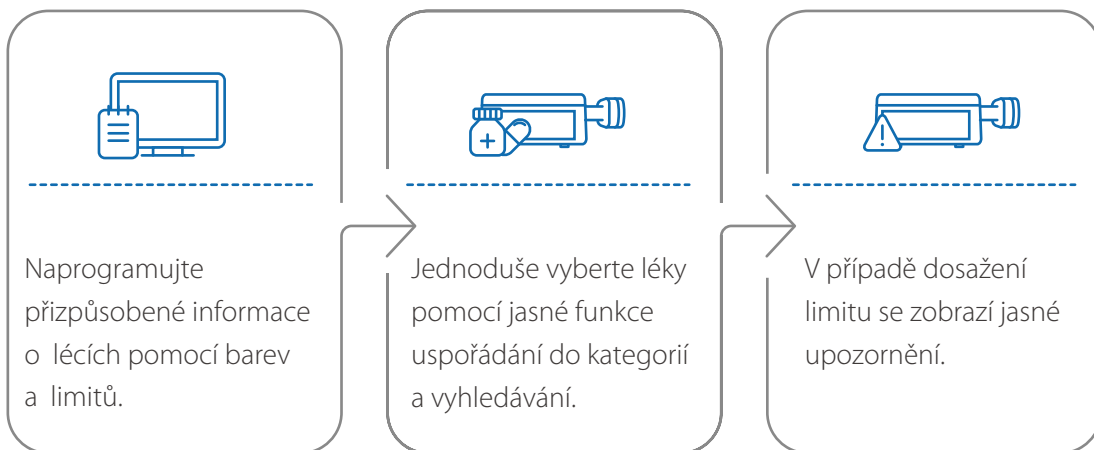 Naprogramujte
přizpůsobené informace
o lécích pomocí barev
a limitů.
Jednoduše vyberte léky
pomocí jasné funkce
uspořádání do kategorií
a vyhledávání.
V případě dosažení
limitu se zobrazí jasné
upozornění.